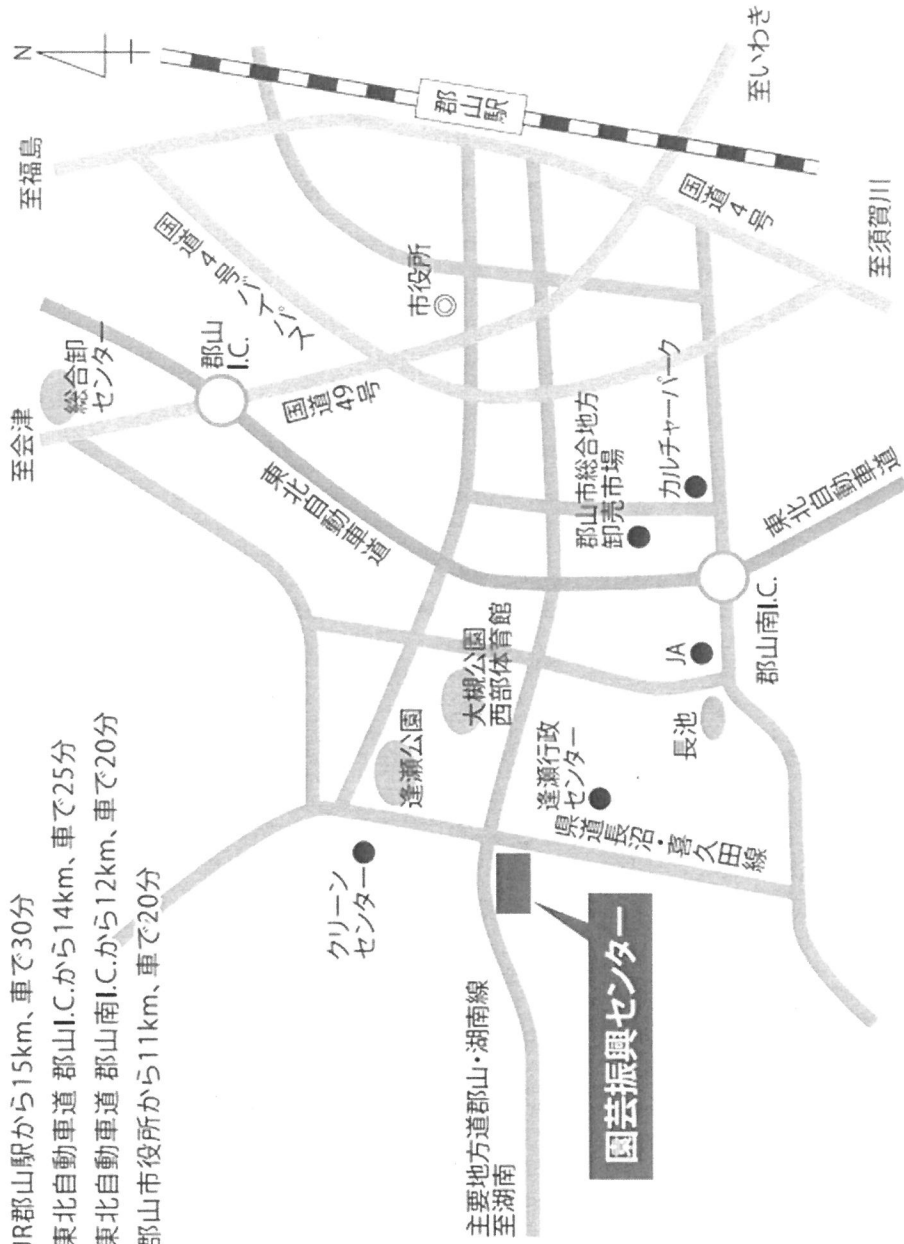 JR郡山駅から15km、車で30分
東北自動車道 郡山I.C.から14km、車で25分
東北自動車道 郡山南I.C.から12km、車で20分
郡山市役所から11km、車で20分
N
至会津
総合卸
センター
至福島
郡山
I.C.
国道4号バイパス
国道
49号
東北自動車道
市役所
郡山駅
逢瀬公園
大槻公園
西部体育館
クリーン
センター
郡山市総合地方
卸売市場
カルチャーパーク
国道4号
至いわき
主要地方道郡山・湖南線
至湖南
逢瀬行政
センター
県道長沼・喜久田線
JA
長池
郡山南I.C.
東北自動車道
至須賀川
園芸振興センター